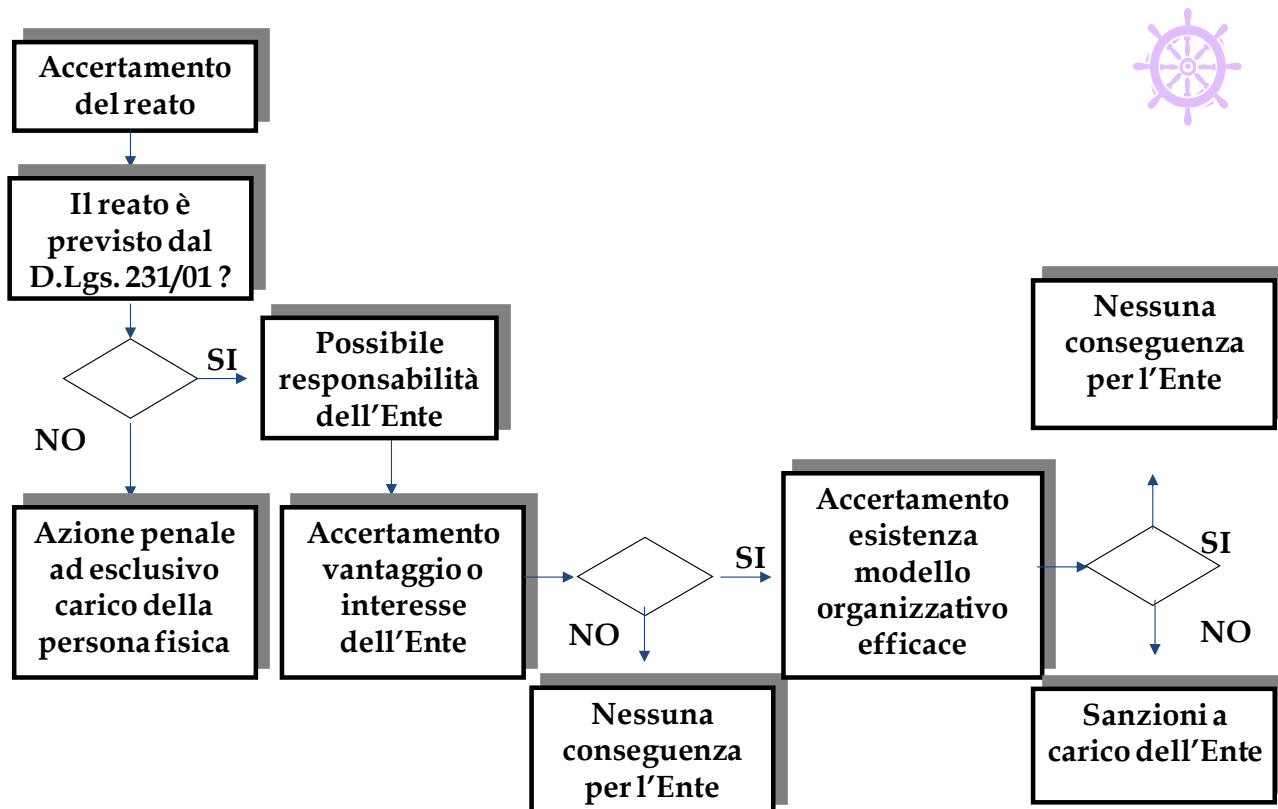 Accertamento
del reato
Il reato è
previsto dal
D.Lgs. 231/01 ?
SI
NO
Possibile
responsabilità
dell’Ente
Azione penale
ad esclusivo
carico della
persona fisica
Accertamento
vantaggio o
interesse
dell’Ente
SI
NO
Nessuna
conseguenza
per l’Ente
Accertamento
esistenza
modello
organizzativo
efficace
SI
NO
Nessuna
conseguenza
per l’Ente
Sanzioni a
carico dell’Ente